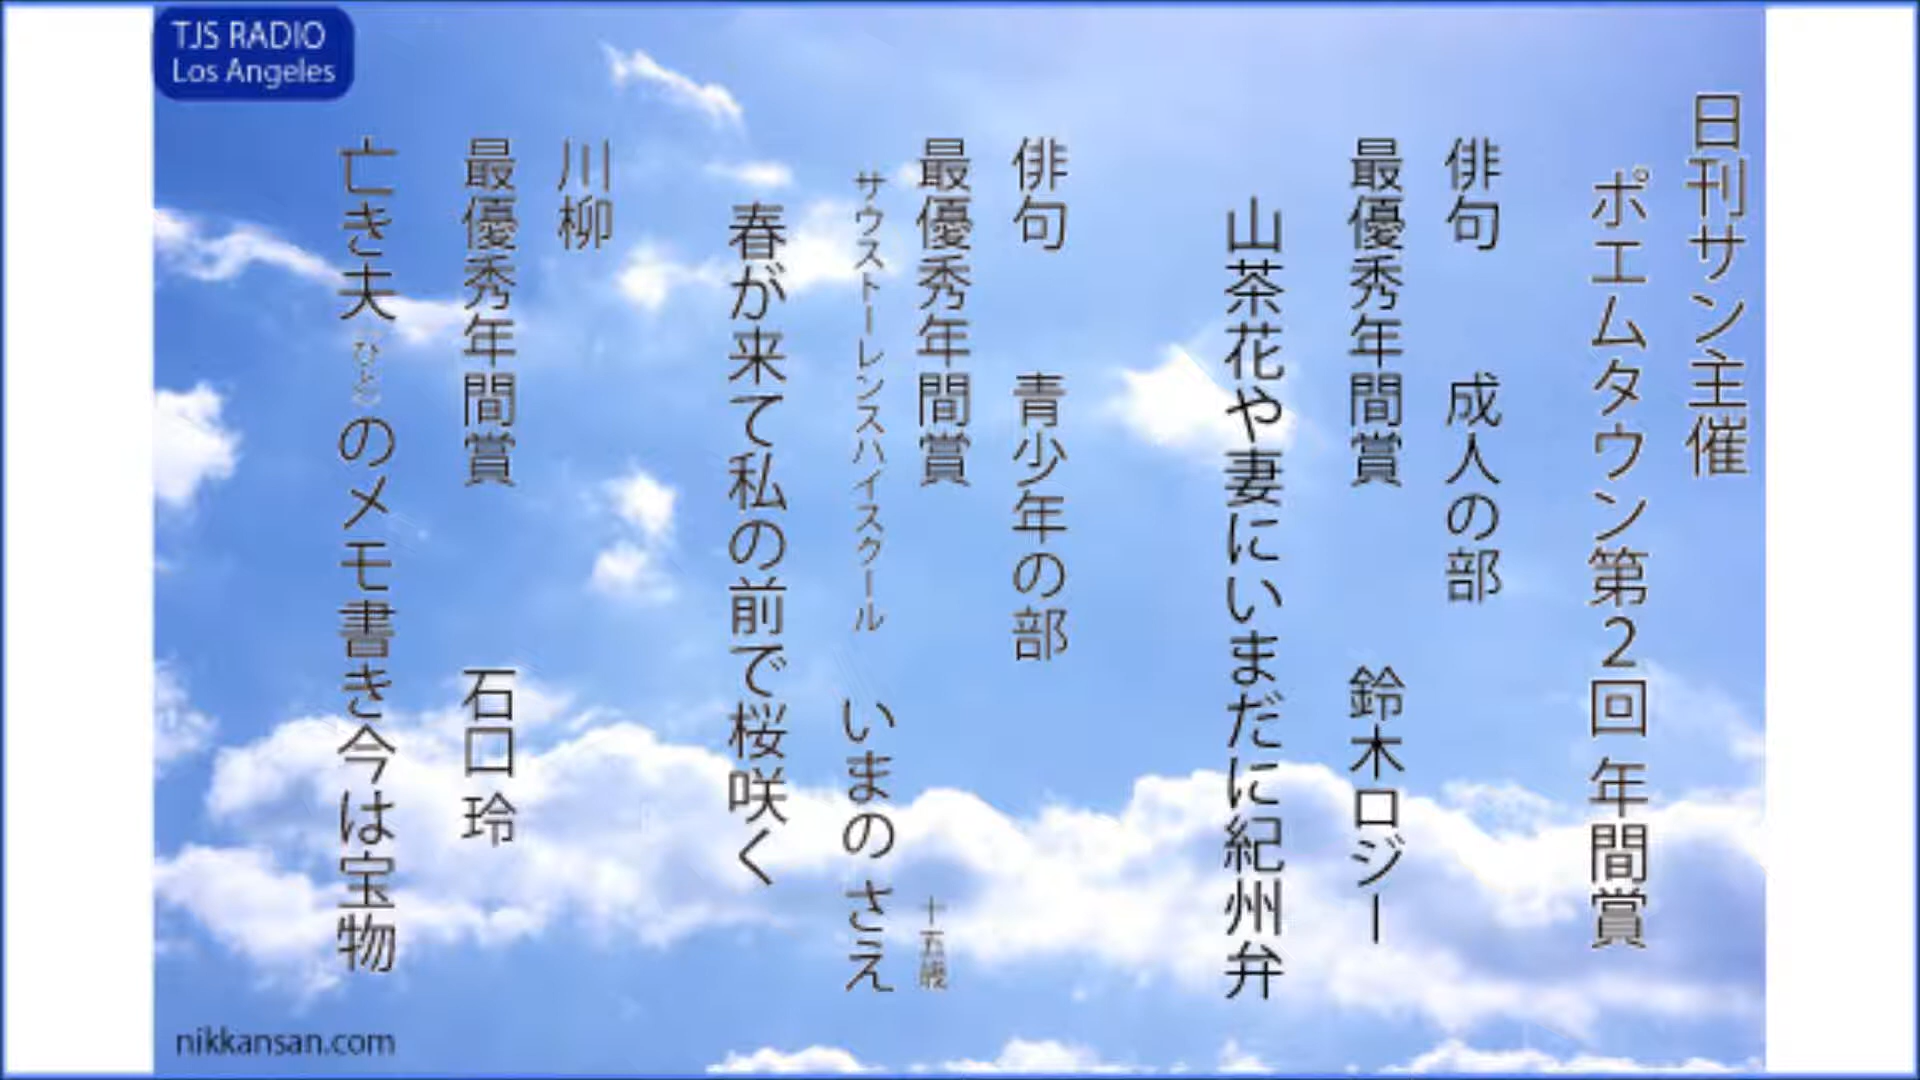 TJS RADIO
Los Angeles
日刊サン主催
ポエムタウン第2回 年間賞
俳句 成人の部
最優秀年間賞 鈴木ロジー
山茶花や妻にいまだに紀州弁
俳句 青少年の部
最優秀年間賞 十五歳
サウストーレンスハイスクール いまの さえ
春が来て私の前で桜咲く
川柳
最優秀年間賞 石口 玲
亡き夫(ひと)のメモ書き今は宝物
nikkansan.com